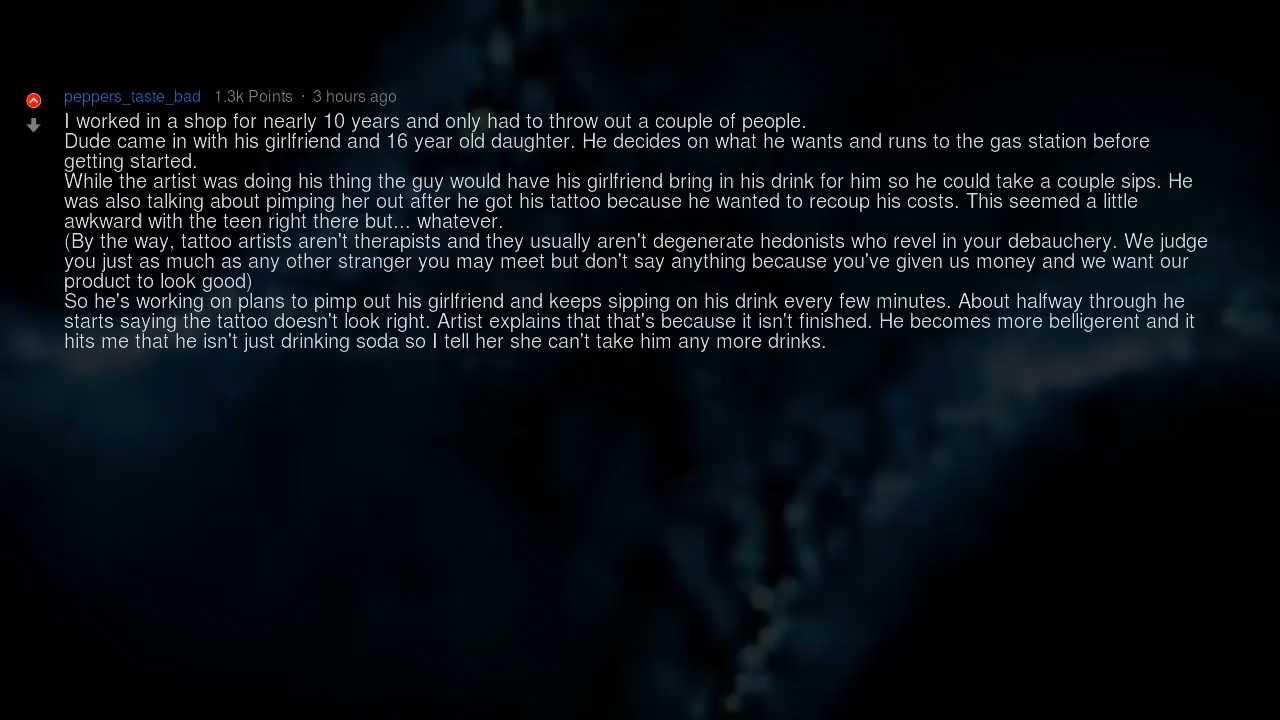 peppers_taste_bad 1.3k Points · 3 hours ago
I worked in a shop for nearly 10 years and only had to throw out a couple of people.
Dude came in with his girlfriend and 16 year old daughter. He decides on what he wants and runs to the gas station before
getting started.
While the artist was doing his thing the guy would have his girlfriend bring in his drink for him so he could take a couple sips. He
was also talking about pimping her out after he got his tattoo because he wanted to recoup his costs. This seemed a little
awkward with the teen right there but... whatever.
(By the way, tattoo artists aren't therapists and they usually aren't degenerate hedonists who revel in your debauchery. We judge
you just as much as any other stranger you may meet but don't say anything because you've given us money and we want our
product to look good)
So he's working on plans to pimp out his girlfriend and keeps sipping on his drink every few minutes. About halfway through he
starts saying the tattoo doesn't look right. Artist explains that that's because it isn't finished. He becomes more belligerent and it
hits me that he isn't just drinking soda so I tell her she can't take him any more drinks.